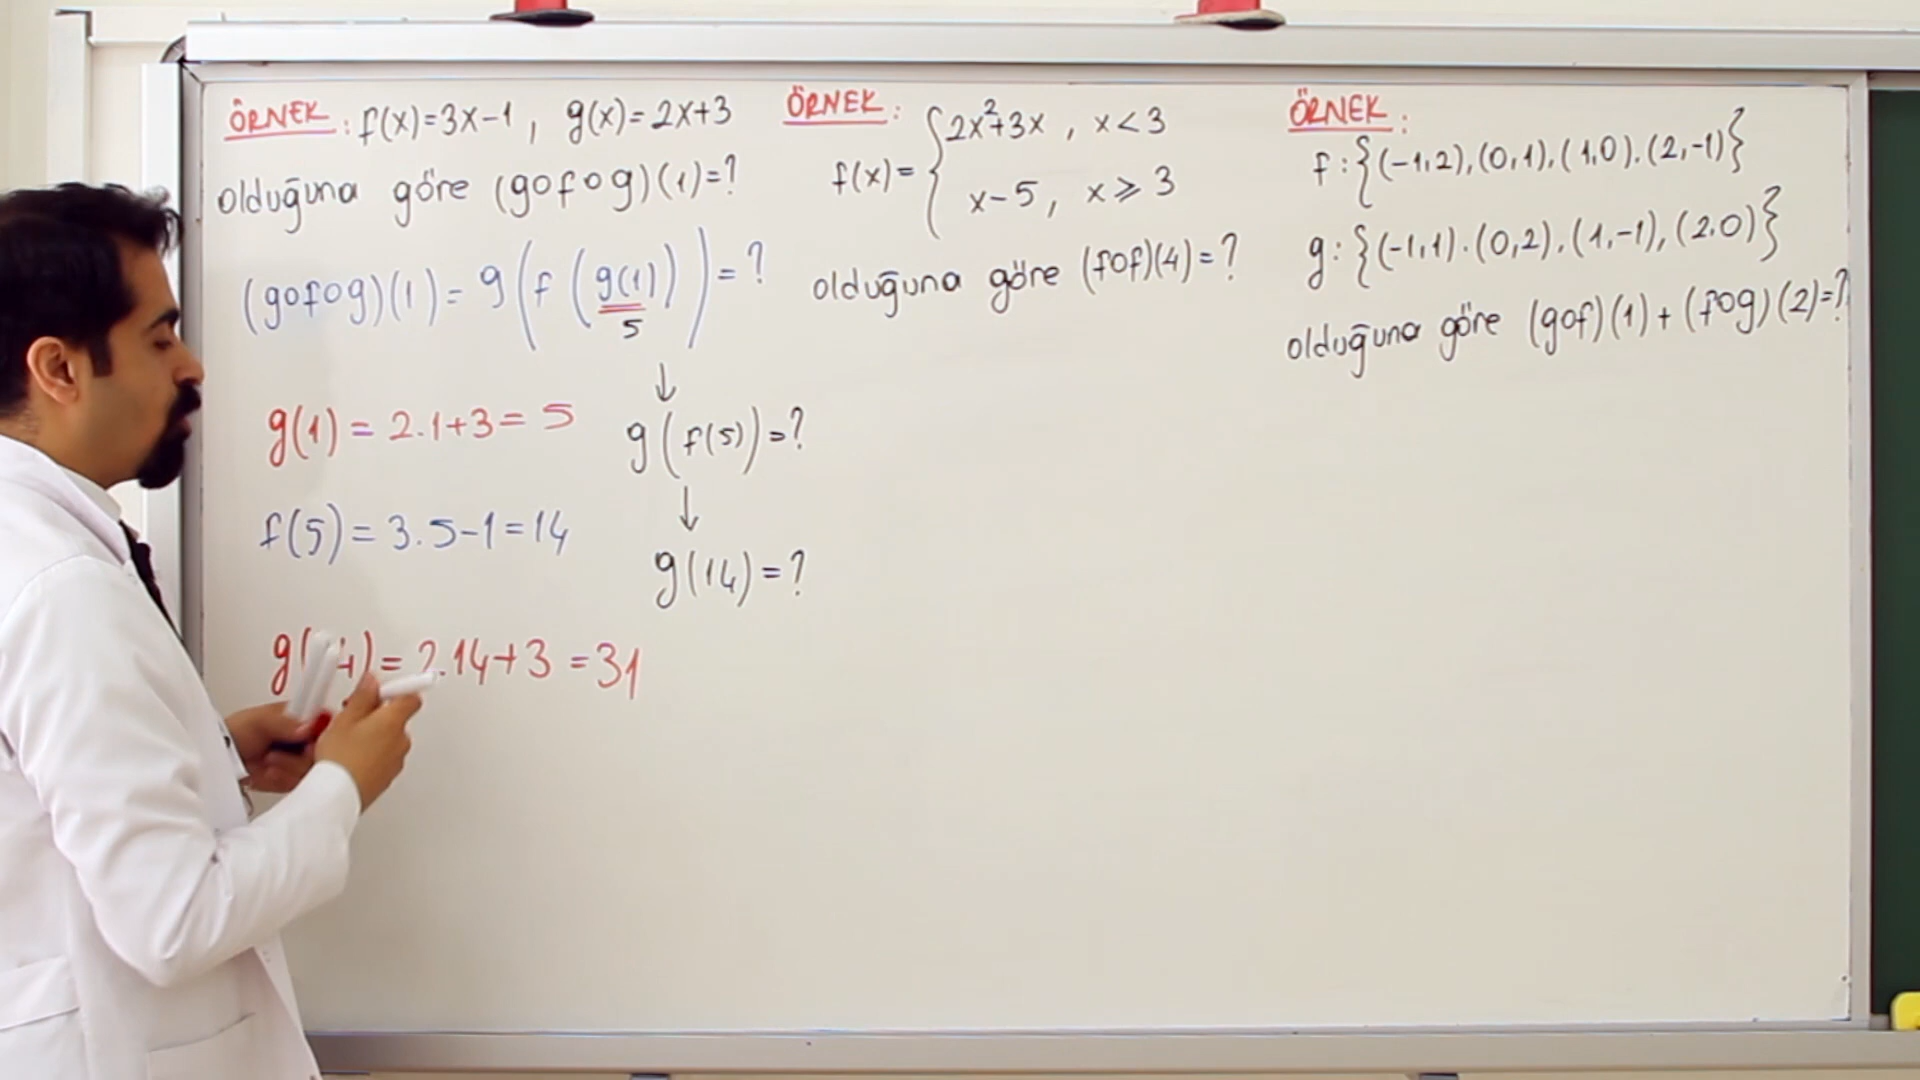 ÖRNEK: f(x)=3x-1, g(x)=2x+3
olduğuna göre (gofog)(1)=?
(gofog)(1)=g(f(g(1)))=?
5
↓
g(1)=2.1+3=5
g(f(5))=?
↓
f(5)=3.5-1=14
g(14)=?
=2.14+3=31
ÖRNEK:
f(x)={2x²+3x, x<3
x-5, x⩾3
olduğuna göre (fof)(4)=?
ÖRNEK:
f:{(-1,2),(0,1),(1,0).(2,-1)}
g:{(-1,1).(0,2),(1,-1),(2.0)}
olduğuna göre (gof)(1)+(fog)(2)=?